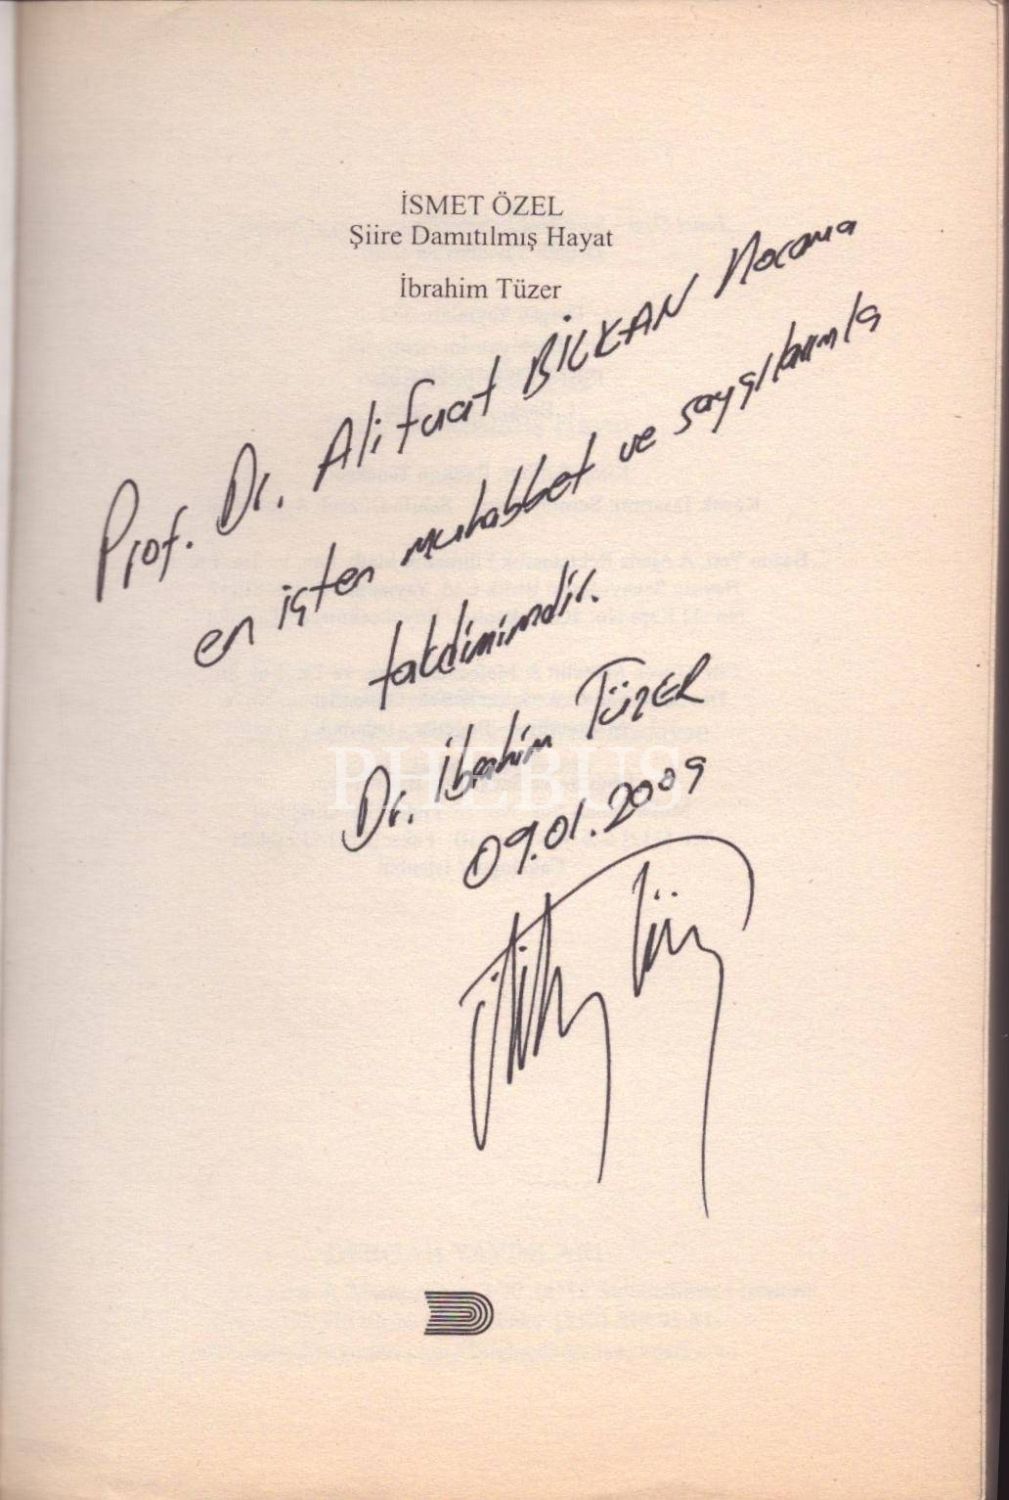 İSMET ÖZEL
Şiire Damıtılmış Hayat
İbrahim Tüzer
Prof. Dr. Ali Fuat BİLKAN Hocama
en içten muhabbet ve saygılarımla
takdimimdir.
Dr. İbrahim TÜZER
09.01.2009
PHEBUS